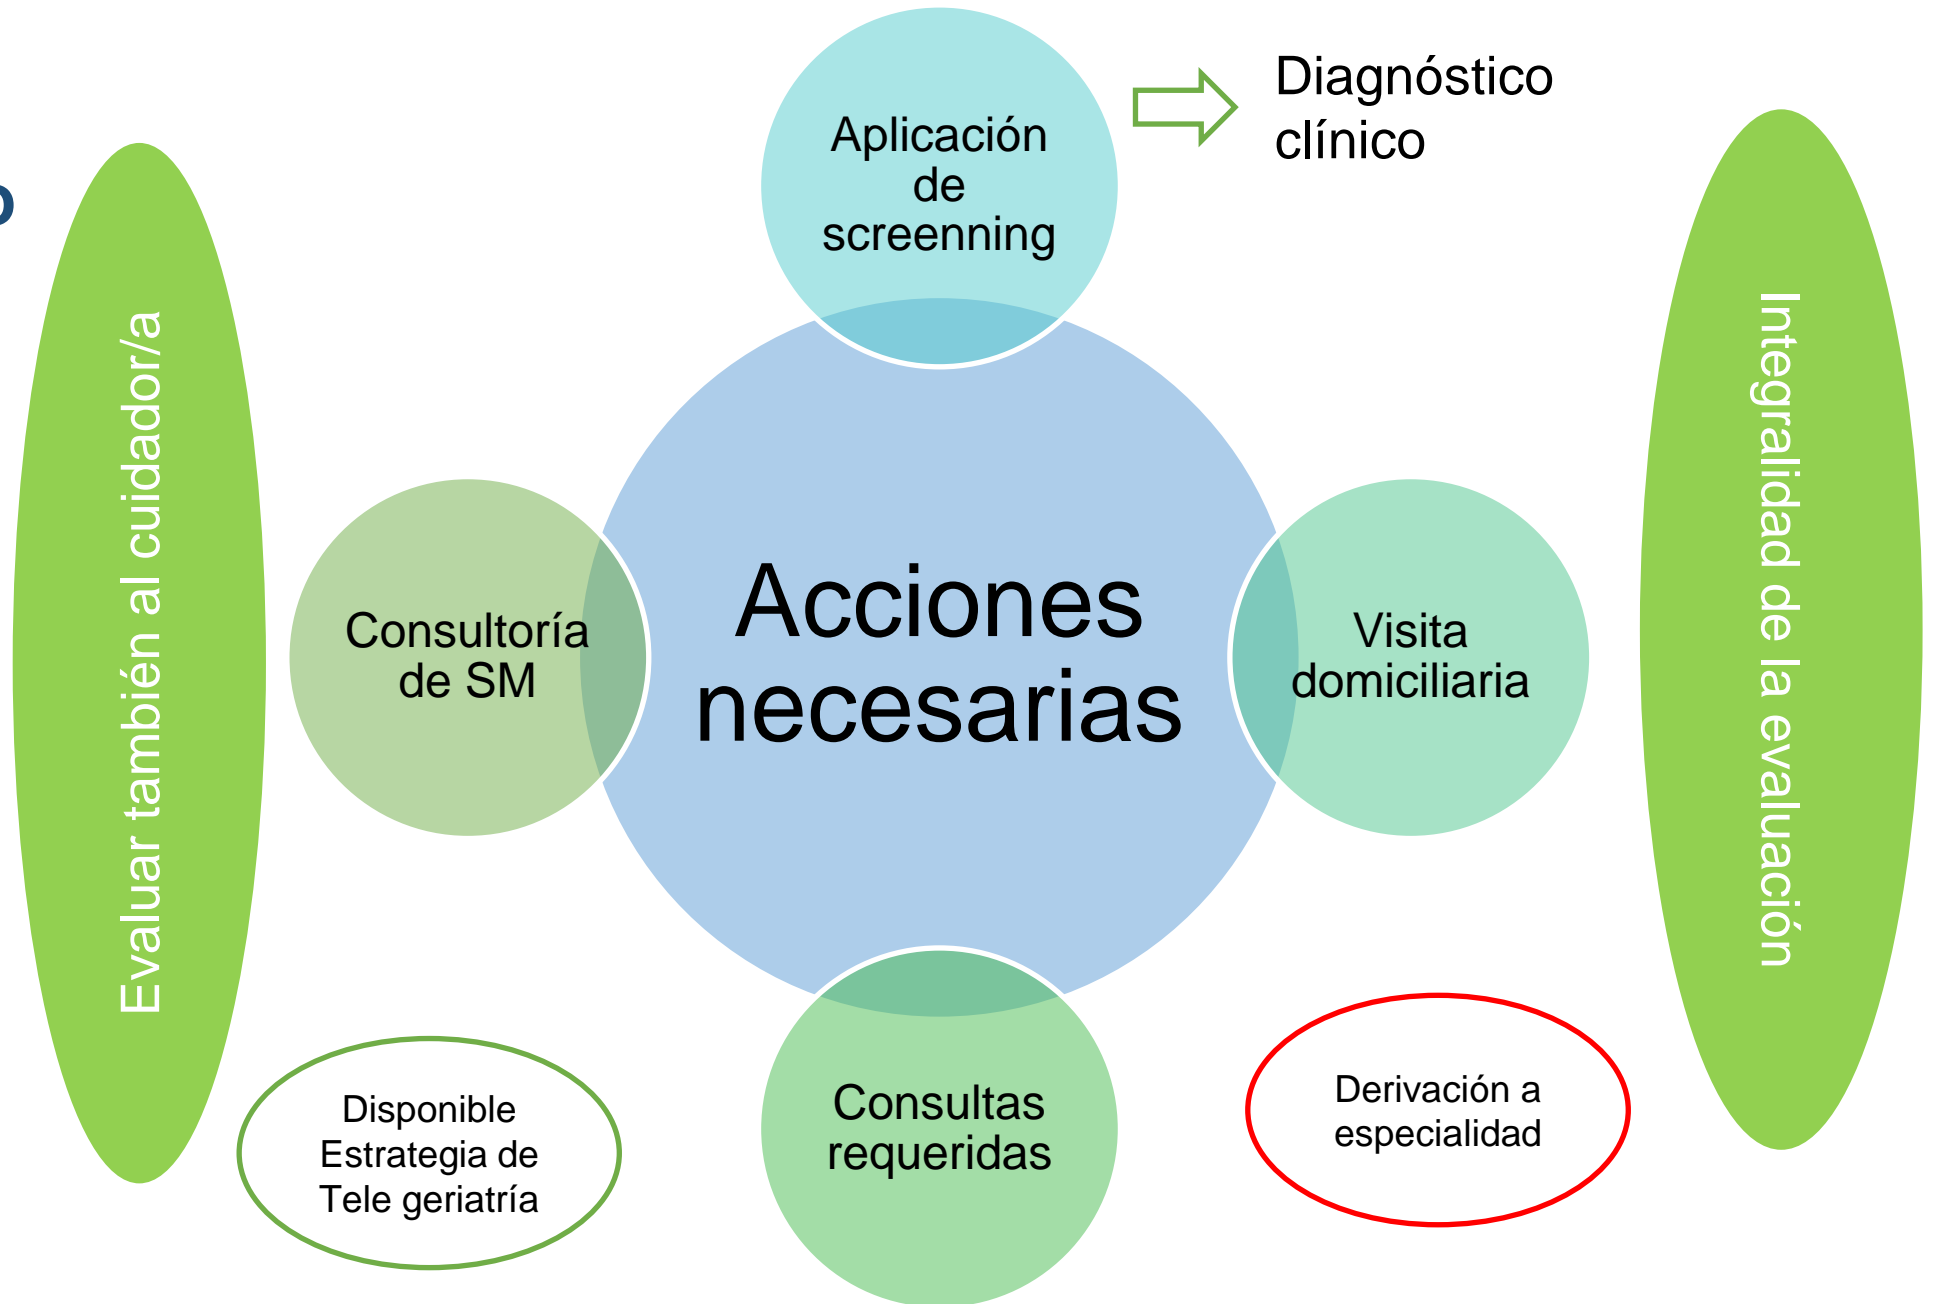 Aplicación
de
screenning
Diagnóstico
clínico
Evaluar también al cuidador/a
Consultoría
de SM
Acciones
necesarias
Visita
domiciliaria
Integralidad de la evaluación
Disponible
Estrategia de
Tele geriatría
Consultas
requeridas
Derivación a
especialidad